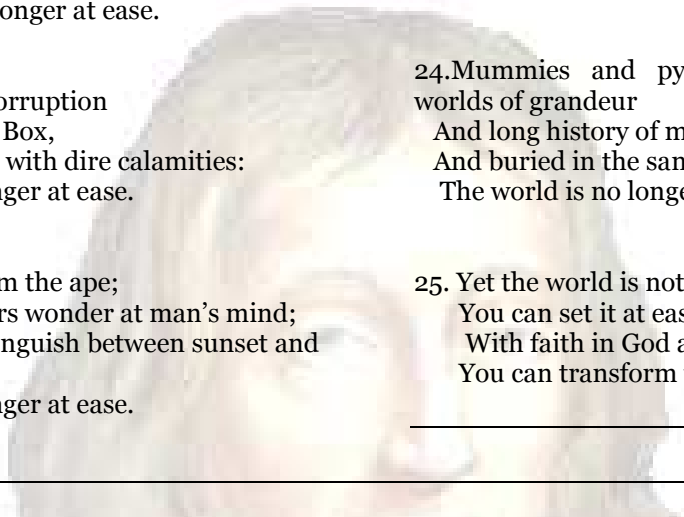 onger at ease.
orruption
Box,
with dire calamities:
ger at ease.
m the ape;
rs wonder at man’s mind;
nguish between sunset and
ger at ease.
24.Mummies and py
worlds of grandeur
And long history of m
And buried in the san
The world is no longe
25. Yet the world is not
You can set it at eas
With faith in God a
You can transform